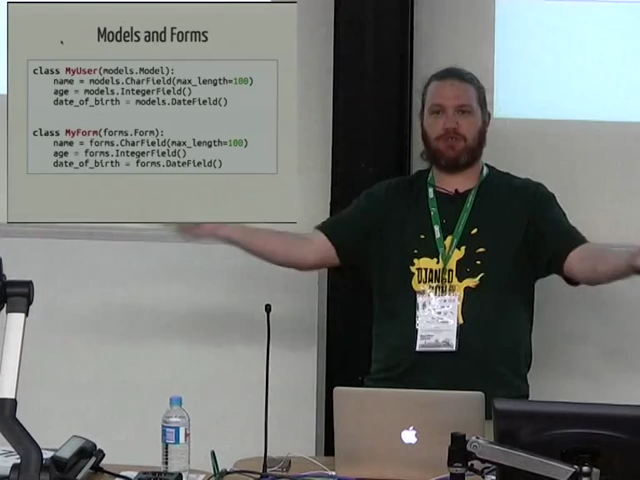 Models and Forms
class MyUser(models.Model):
name = models.CharField(max_length=100)
age = models.IntegerField()
date_of_birth = models.DateField()
class MyForm(forms.Form):
name = forms.CharField(max_length=100)
age = forms.IntegerField()
date_of_birth = forms.DateField()
DJANGO